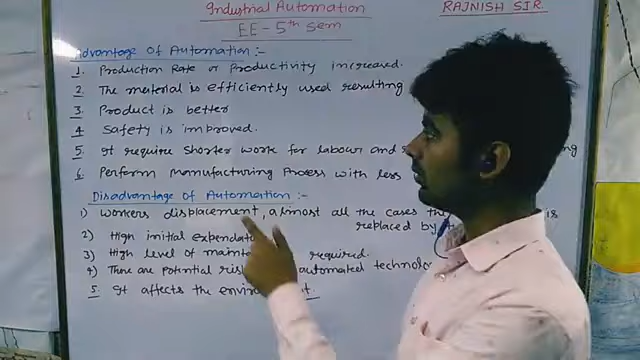 Industrial Automation
RAJNISH SIR.
EE - 5th Sem
Advantage Of Automation :-
1. Production Rate or Productivity increased.
2 The material is efficiently used resulting
3 Product is better
4 Safety is improved.
5 It require shorter work for labour and
6 Perform Manufacturing Process with less
Disadvantage of Automation :-
1) Workers displacement, almost all the cases the is
replaced by
2) High initial
3) High level of required.
4) There are potential automated
5. It affects the